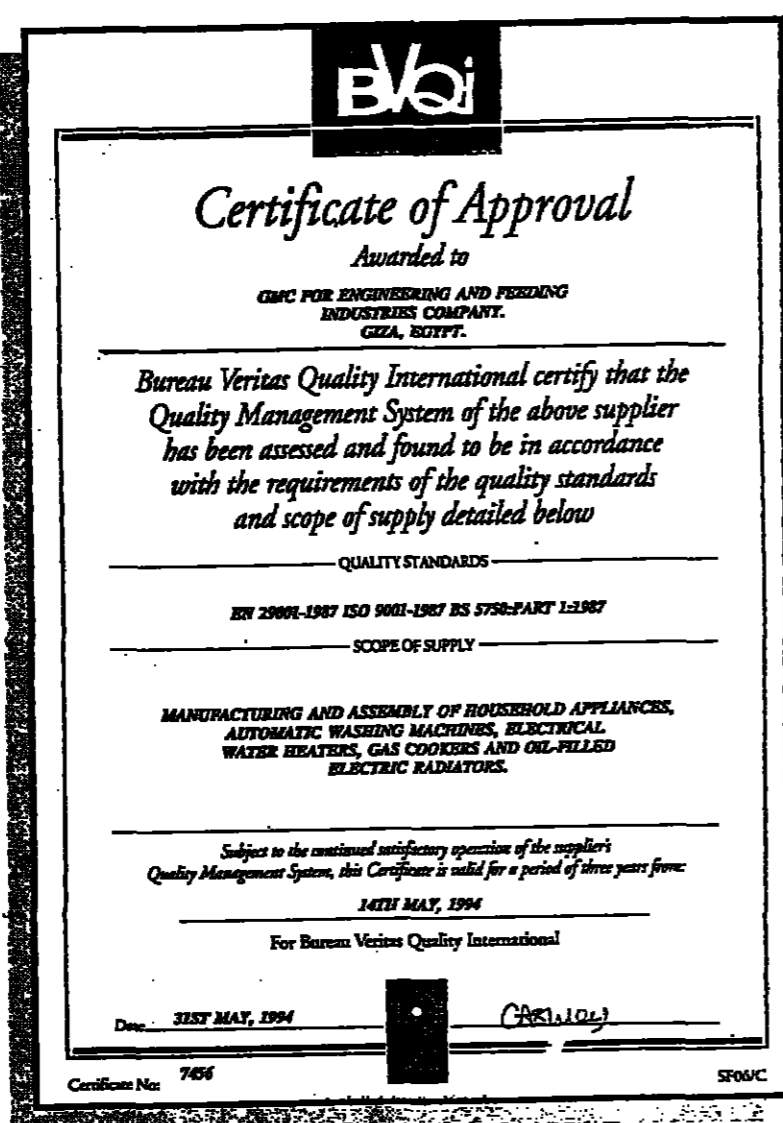 BVQi
Certificate of Approval
Awarded to
GMC FOR ENGINEERING AND FEEDING
INDUSTRIES COMPANY.
GIZA, EGYPT.
Bureau Veritas Quality International certify that the
Quality Management System of the above supplier
has been assessed and found to be in accordance
with the requirements of the quality standards
and scope of supply detailed below
QUALITY STANDARDS
EN 29001-1987 ISO 9001-1987 BS 5750:PART 1:1987
SCOPE OF SUPPLY
MANUFACTURING AND ASSEMBLY OF HOUSEHOLD APPLIANCES,
AUTOMATIC WASHING MACHINES, ELECTRICAL
WATER HEATERS, GAS COOKERS AND OIL-FILLED
ELECTRIC RADIATORS.
Subject to the continued satisfactory operation of the supplier's
Quality Management System, this Certificate is valid for a period of three years from:
14TH MAY, 1994
For Bureau Veritas Quality International
Date 31ST MAY, 1994
Certificate No: 7456
SF06/C